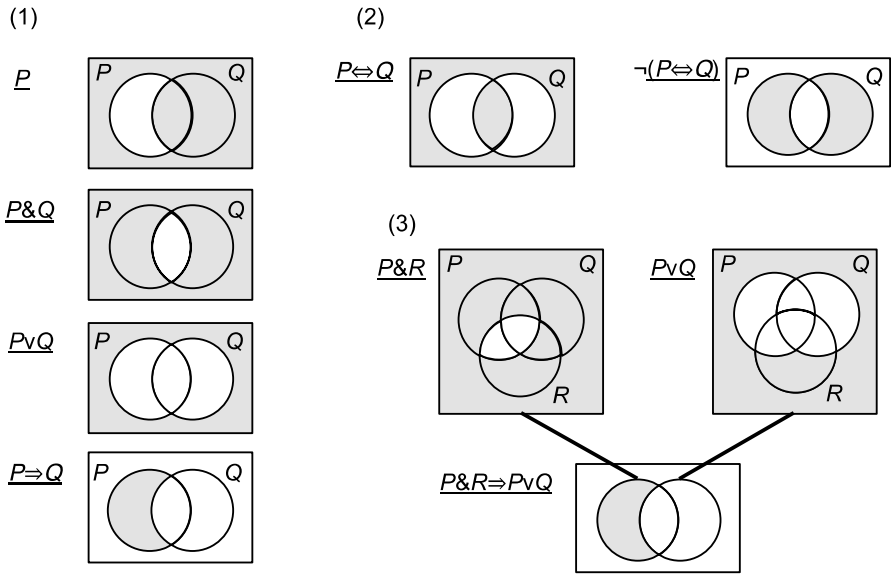 (1)
P
P Q
P&Q
P Q
PvQ
P Q
P⇒Q
P Q
(2)
P⇔Q
P Q
¬(P⇔Q)
P Q
(3)
P&R
P Q
R
PvQ
P Q
R
P&R⇒PvQ